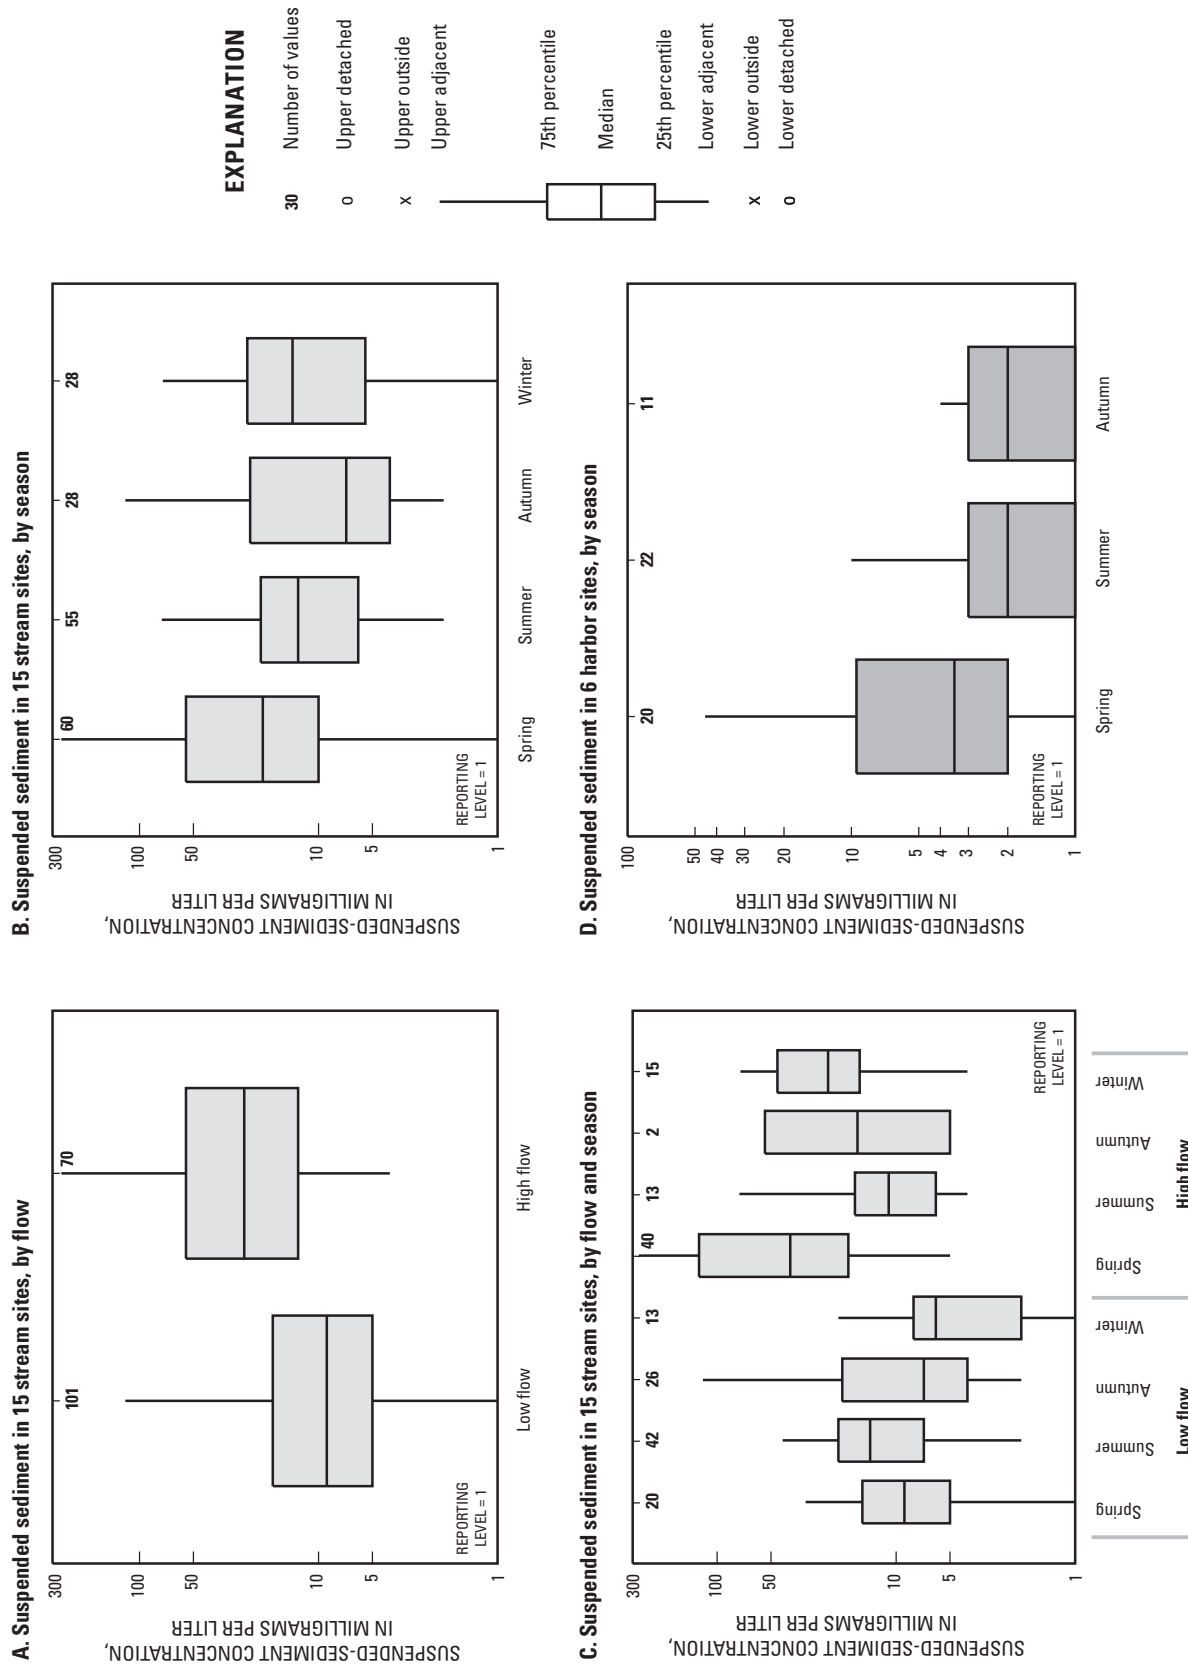 A. Suspended sediment in 15 stream sites, by flow
SUSPENDED-SEDIMENT CONCENTRATION,
IN MILLIGRAMS PER LITER
300
100
50
10
5
1
101
70
REPORTING
LEVEL = 1
Low flow
High flow
B. Suspended sediment in 15 stream sites, by season
SUSPENDED-SEDIMENT CONCENTRATION,
IN MILLIGRAMS PER LITER
300
100
50
10
5
1
60
55
28
28
REPORTING
LEVEL = 1
Spring
Summer
Autumn
Winter
C. Suspended sediment in 15 stream sites, by flow and season
SUSPENDED-SEDIMENT CONCENTRATION,
IN MILLIGRAMS PER LITER
300
100
50
10
5
1
20
42
26
13
40
13
2
15
REPORTING
LEVEL = 1
Spring
Summer
Autumn
Winter
Spring
Summer
Autumn
Winter
Low flow
High flow
D. Suspended sediment in 6 harbor sites, by season
SUSPENDED-SEDIMENT CONCENTRATION,
IN MILLIGRAMS PER LITER
100
50
40
30
20
10
5
4
3
2
1
20
22
11
REPORTING
LEVEL = 1
Spring
Summer
Autumn
EXPLANATION
30 Number of values
o Upper detached
x Upper outside
Upper adjacent
75th percentile
Median
25th percentile
Lower adjacent
x Lower outside
o Lower detached